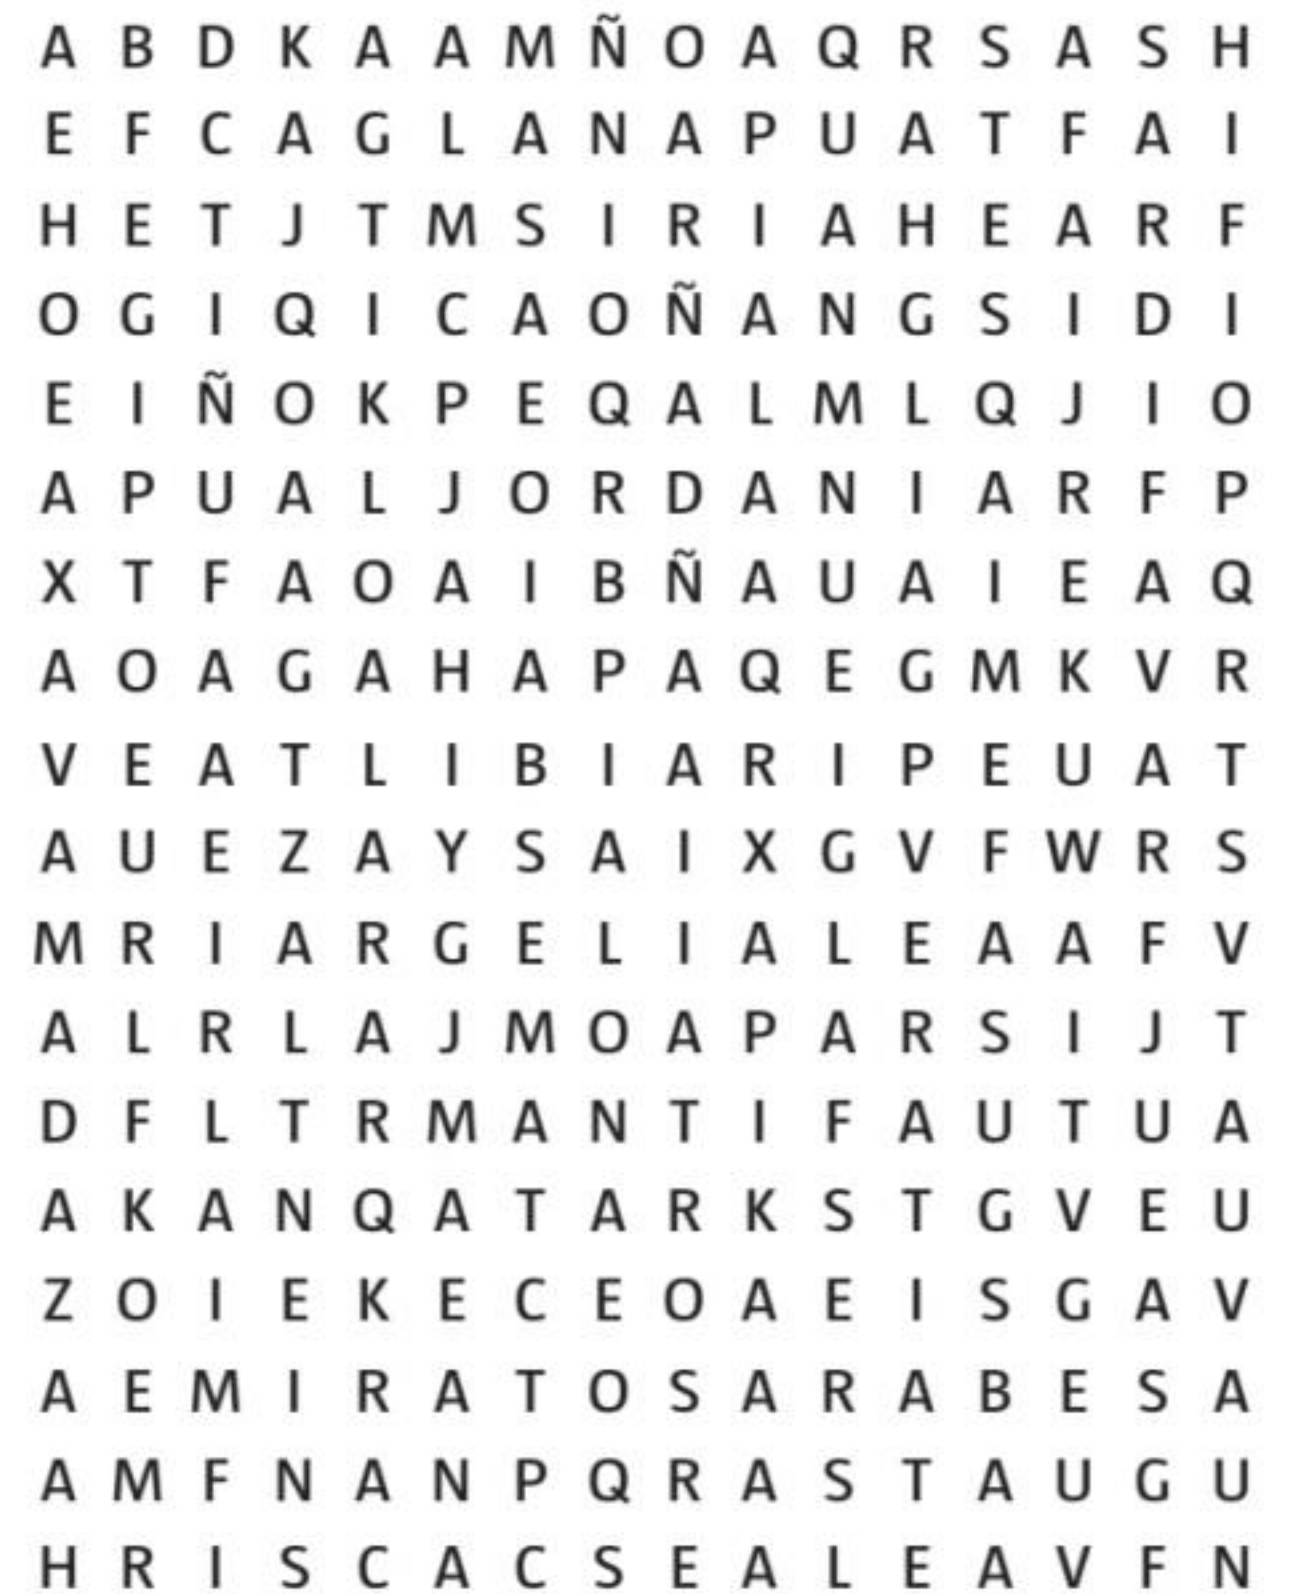 A B D K A A M Ñ O A Q R S A S H
E F C A G L A N A P U A T F A I
H E T J T M S I R I A H E A R F
O G I Q I C A O Ñ A N G S I D I
E I Ñ O K P E Q A L M L Q J I O
A P U A L J O R D A N I A R F P
X T F A O A I B Ñ A U A I E A Q
A O A G A H A P A Q E G M K V R
V E A T L I B I A R I P E U A T
A U E Z A Y S A I X G V F W R S
M R I A R G E L I A L E A A F V
A L R L A J M O A P A R S I J T
D F L T R M A N T I F A U T U A
A K A N Q A T A R K S T G V E U
Z O I E K E C E O A E I S G A V
A E M I R A T O S A R A B E S A
A M F N A N P Q R A S T A U G U
H R I S C A C S E A L E A V F N